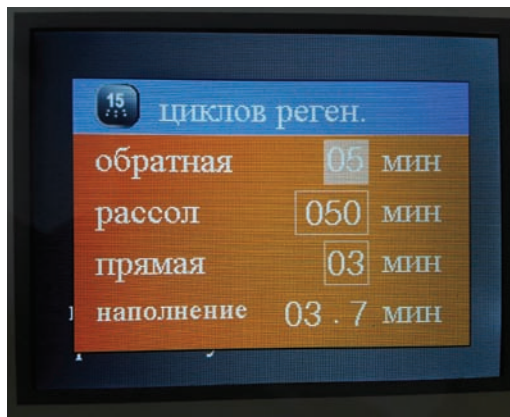 15 циклов реген.
обратная 05 мин
рассол 050 мин
прямая 03 мин
наполнение 03.7 мин